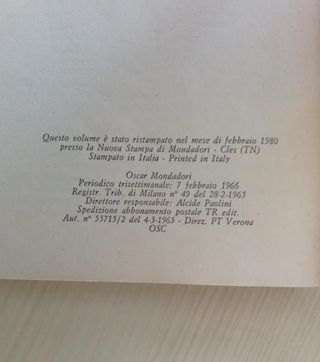 Questo volume è stato ristampato nel mese di febbraio 1980
presso la Nuova Stampa di Mondadori - Cles (TN)
Stampato in Italia - Printed in Italy
Oscar Mondadori
Periodico trisettimanale: 7 febbraio 1966
Registr. Trib. di Milano n° 49 del 28-2-1965
Direttore responsabile: Alcide Paolini
Spedizione abbonamento postale TR edit.
Aut. n° 55715/2 del 4-3-1965 - Direz. PT Verona
OSC